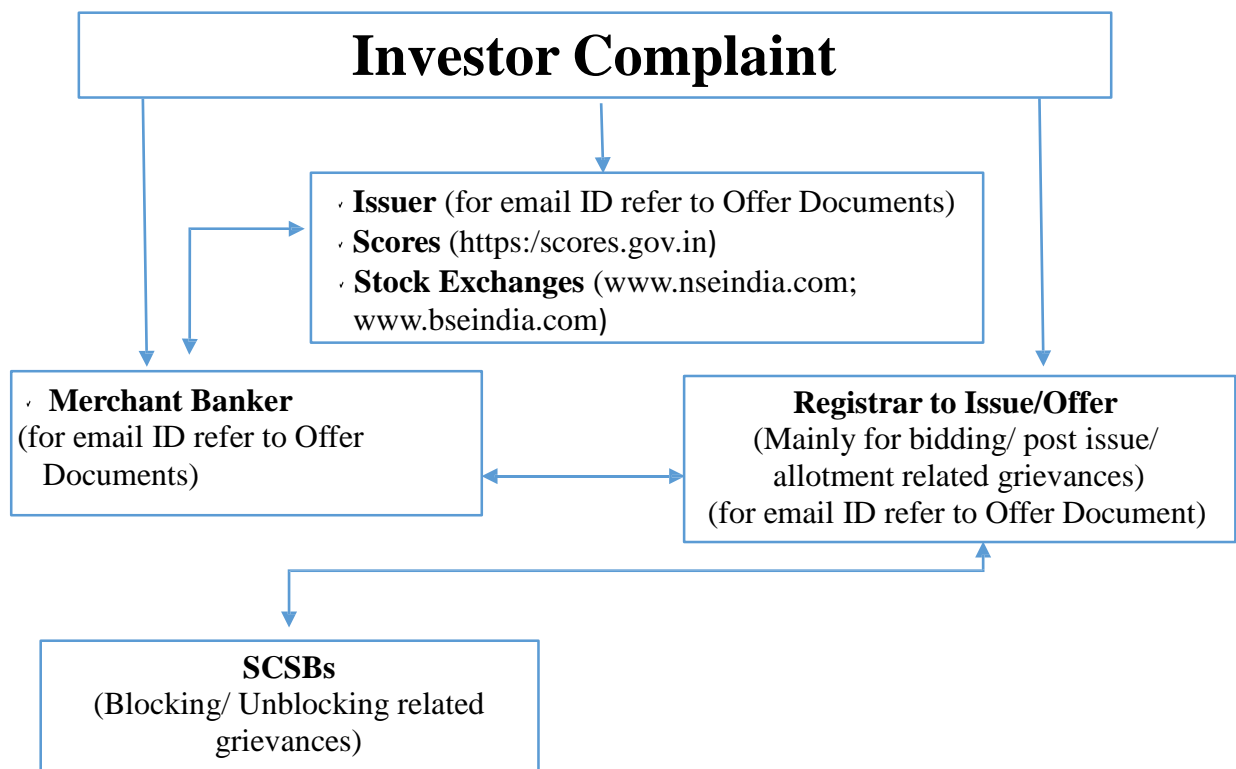 Investor Complaint
✓ Issuer (for email ID refer to Offer Documents)
✓ Scores (https:/scores.gov.in)
✓ Stock Exchanges (www.nseindia.com;
www.bseindia.com)
✓ Merchant Banker
(for email ID refer to Offer
Documents)
Registrar to Issue/Offer
(Mainly for bidding/ post issue/
allotment related grievances)
(for email ID refer to Offer Document)
SCSBs
(Blocking/ Unblocking related
grievances)